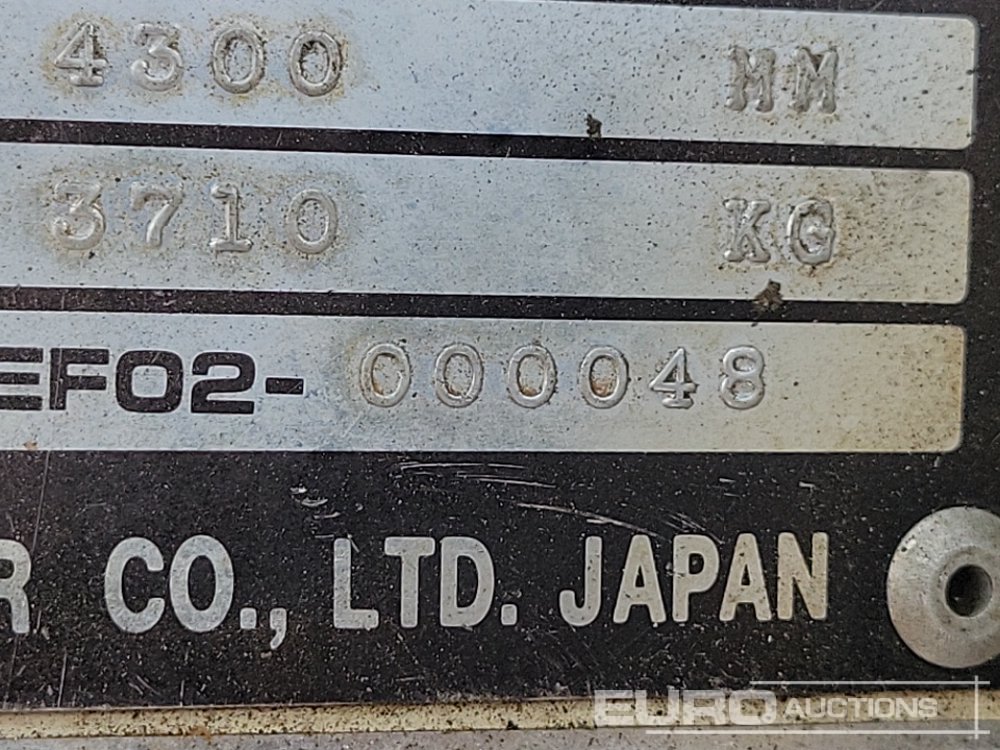 4300 MM
3710 KG
EF02-000048
CO., LTD. JAPAN
EURO AUCTIONS